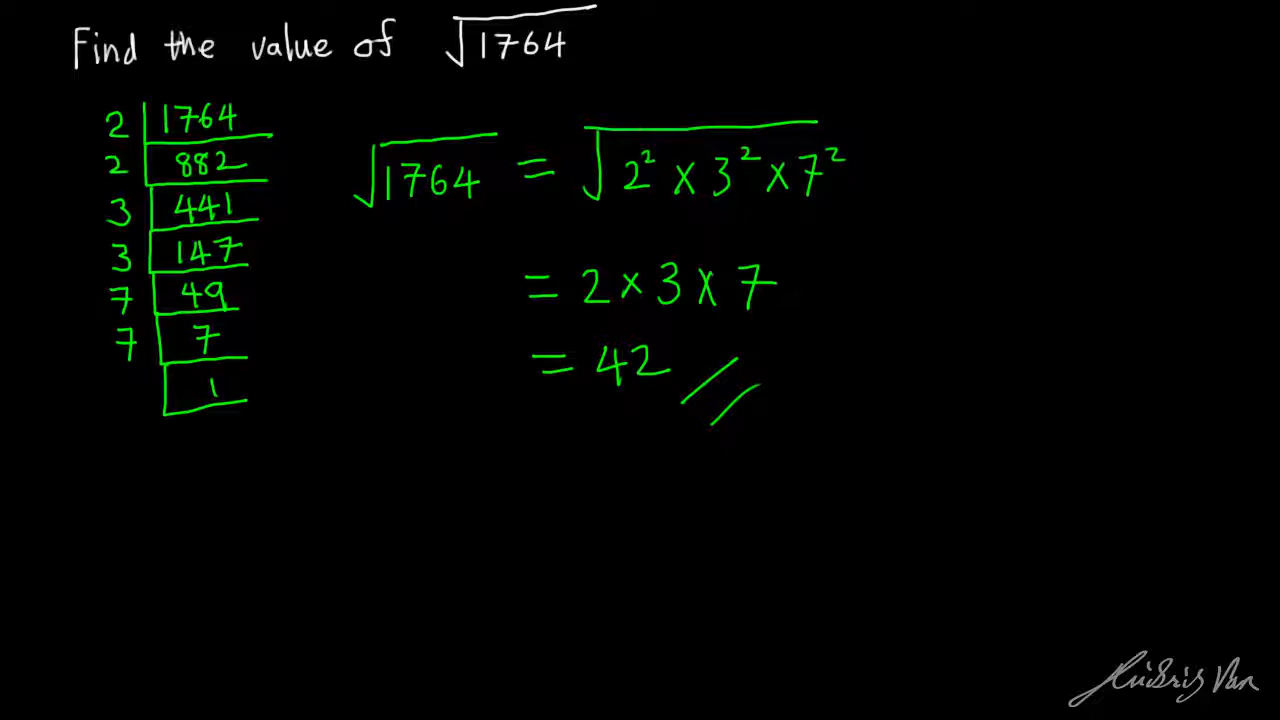 Find the value of √1764
2 | 1764
2 | 882
3 | 441
3 | 147
7 | 49
7 | 7
1
√1764 = √2² × 3² × 7²
= 2 × 3 × 7
= 42 //